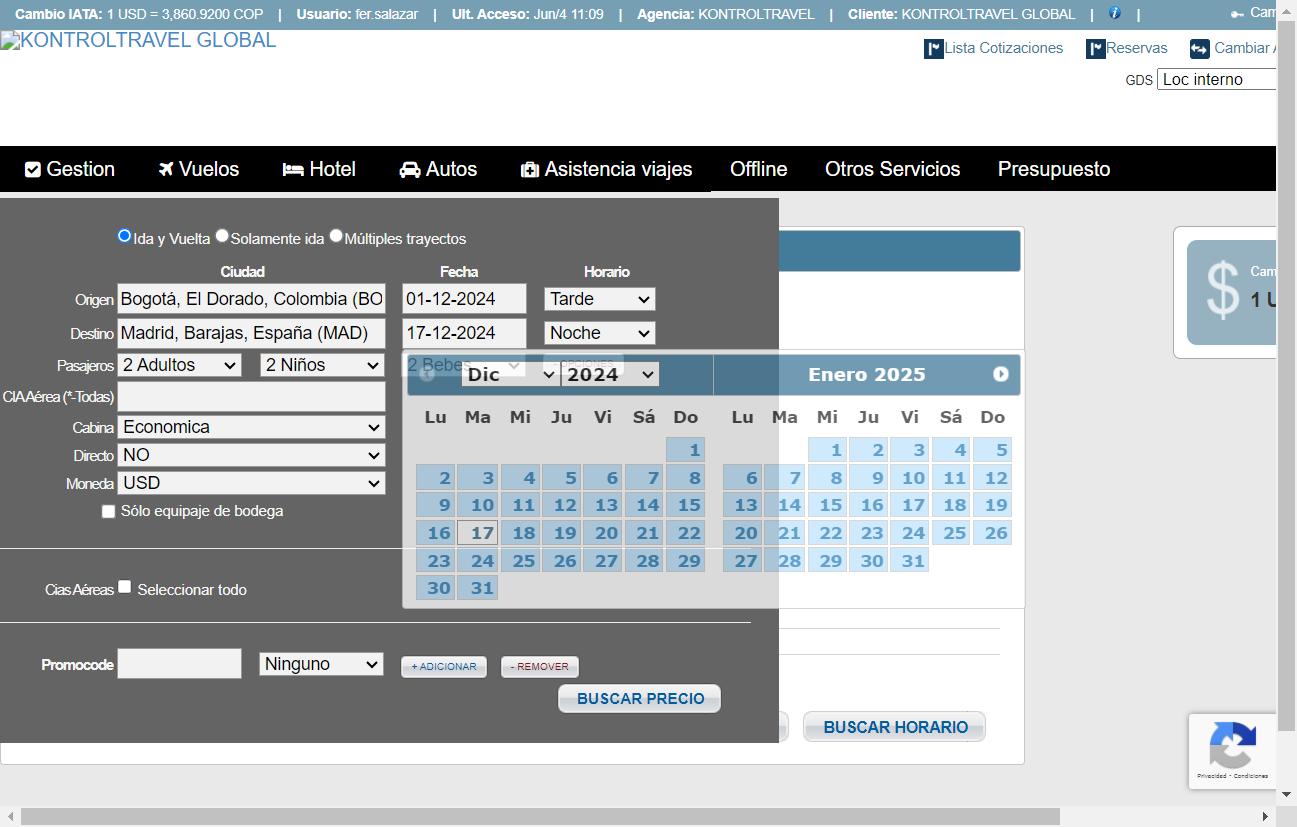 Cambio IATA: 1 USD = 3,860.9200 COP | Usuario: fer.salazar | Ult. Acceso: Jun/4 11:09 | Agencia: KONTROLTRAVEL | Cliente: KONTROLTRAVEL GLOBAL | i | Cam
KONTROLTRAVEL GLOBAL
Lista Cotizaciones Reservas Cambiar A
GDS Loc interno
Gestion Vuelos Hotel Autos Asistencia viajes Offline Otros Servicios Presupuesto
Ida y Vuelta Solamente ida Múltiples trayectos
Ciudad Fecha Horario
Origen Bogotá, El Dorado, Colombia (BO 01-12-2024 Tarde
Destino Madrid, Barajas, España (MAD) 17-12-2024 Noche
Pasajeros 2 Adultos 2 Niños 2 Bebes - OPCIONES
CIA Aérea (*-Todas)
Cabina Economica
Directo NO
Moneda USD
Sólo equipaje de bodega
Cias Aéreas Seleccionar todo
Promocode Ninguno + ADICIONAR - REMOVER
BUSCAR PRECIO
Dic 2024
Lu Ma Mi Ju Vi Sá Do
1
2 3 4 5 6 7 8
9 10 11 12 13 14 15
16 17 18 19 20 21 22
23 24 25 26 27 28 29
30 31
Enero 2025
Lu Ma Mi Ju Vi Sá Do
1 2 3 4 5
6 7 8 9 10 11 12
13 14 15 16 17 18 19
20 21 22 23 24 25 26
27 28 29 30 31
BUSCAR HORARIO
$ Cam
1 U
Privacidad - Condiciones